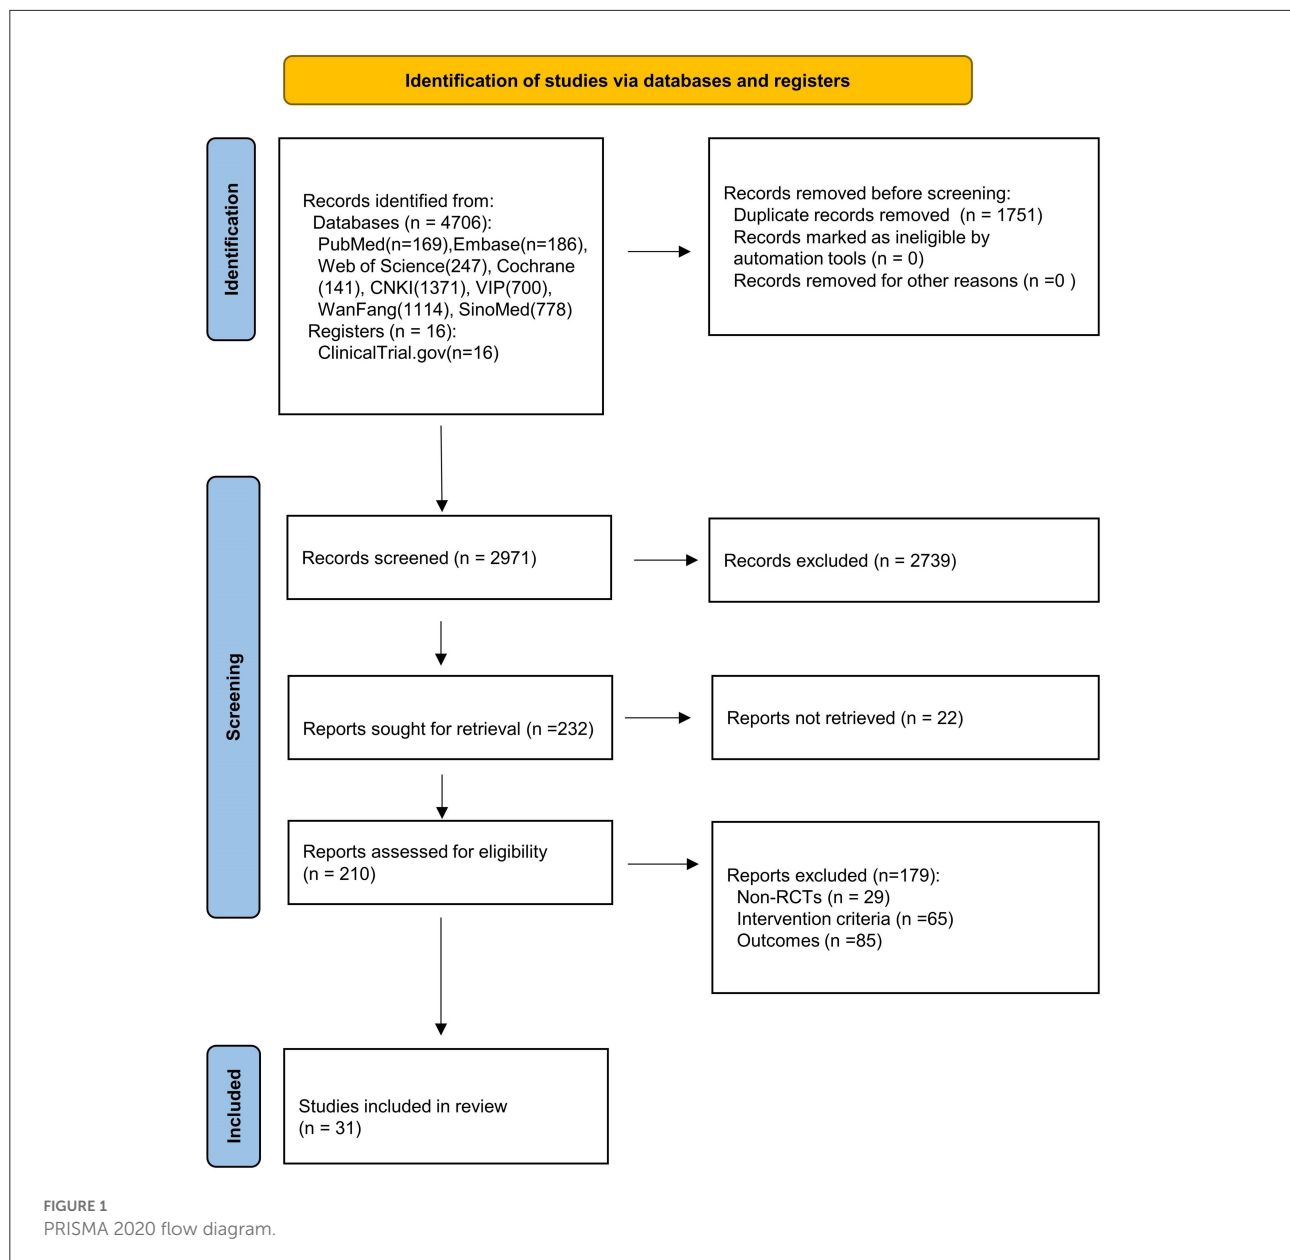 Identification of studies via databases and registers
Identification
Records identified from:
Databases (n = 4706):
PubMed(n=169),Embase(n=186),
Web of Science(247), Cochrane
(141), CNKI(1371), VIP(700),
WanFang(1114), SinoMed(778)
Registers (n = 16):
ClinicalTrial.gov(n=16)
Records removed before screening:
Duplicate records removed  (n = 1751)
Records marked as ineligible by
automation tools (n = 0)
Records removed for other reasons (n =0 )
Screening
Records screened (n = 2971)
Records excluded (n = 2739)
Reports sought for retrieval (n =232)
Reports not retrieved (n = 22)
Reports assessed for eligibility
(n = 210)
Reports excluded (n=179):
Non-RCTs (n = 29)
Intervention criteria (n =65)
Outcomes (n =85)
Included
Studies included in review
(n = 31)
FIGURE 1
PRISMA 2020 flow diagram.